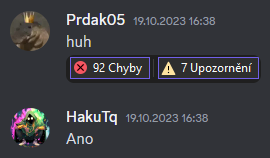 Prdak05 19.10.2023 16:38
huh
92 Chyby 7 Upozornění
HakuTq 19.10.2023 16:38
Ano